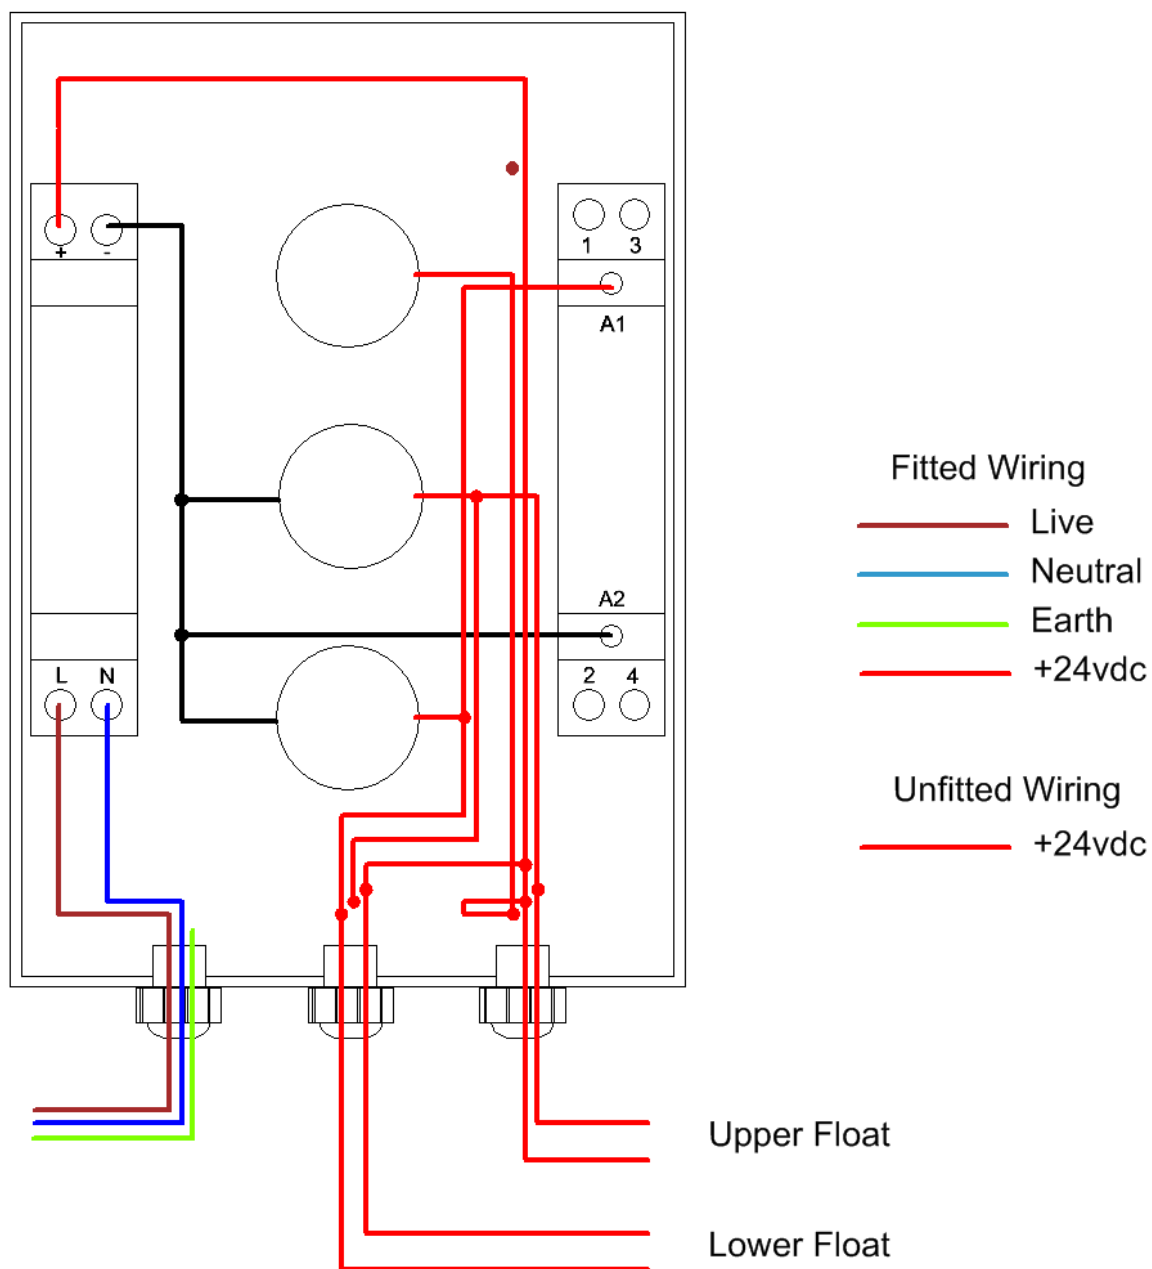 + -
1 3
A1
A2
L N
2 4
Fitted Wiring
Live
Neutral
Earth
+24vdc
Unfitted Wiring
+24vdc
Upper Float
Lower Float